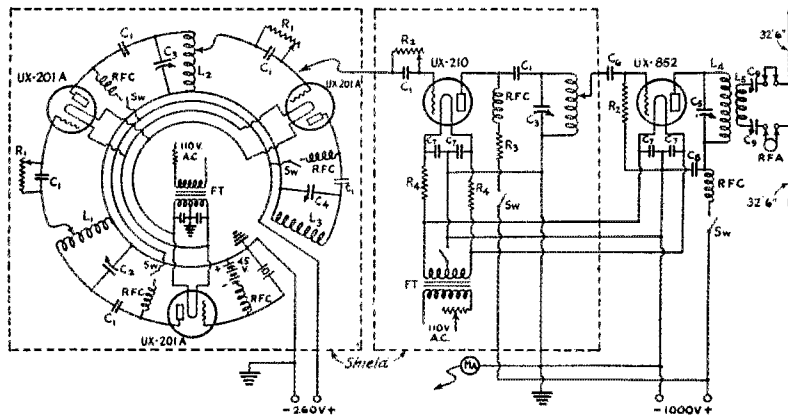 R1
C1
C3
L2
C1
UX-201A
RFC
Sw
UX 201A
110V
A.C.
FT
R1
C1
Sw
RFC
C1
C4
L3
L1
C2
Sw
RFC
C1
+ 45 V -
RFC
UX-201A
Shield
-260V+
R2
C1
UX-210
C1
RFC
C3
R3
C7 C7
R4
R4
Sw
FT
110V
A.C.
MA
C6
UX-852
R2
C7 C7
C8
L4
C5
L5
C9
C9
RFA
RFC
Sw
32'6"
32'6"
-1000V+